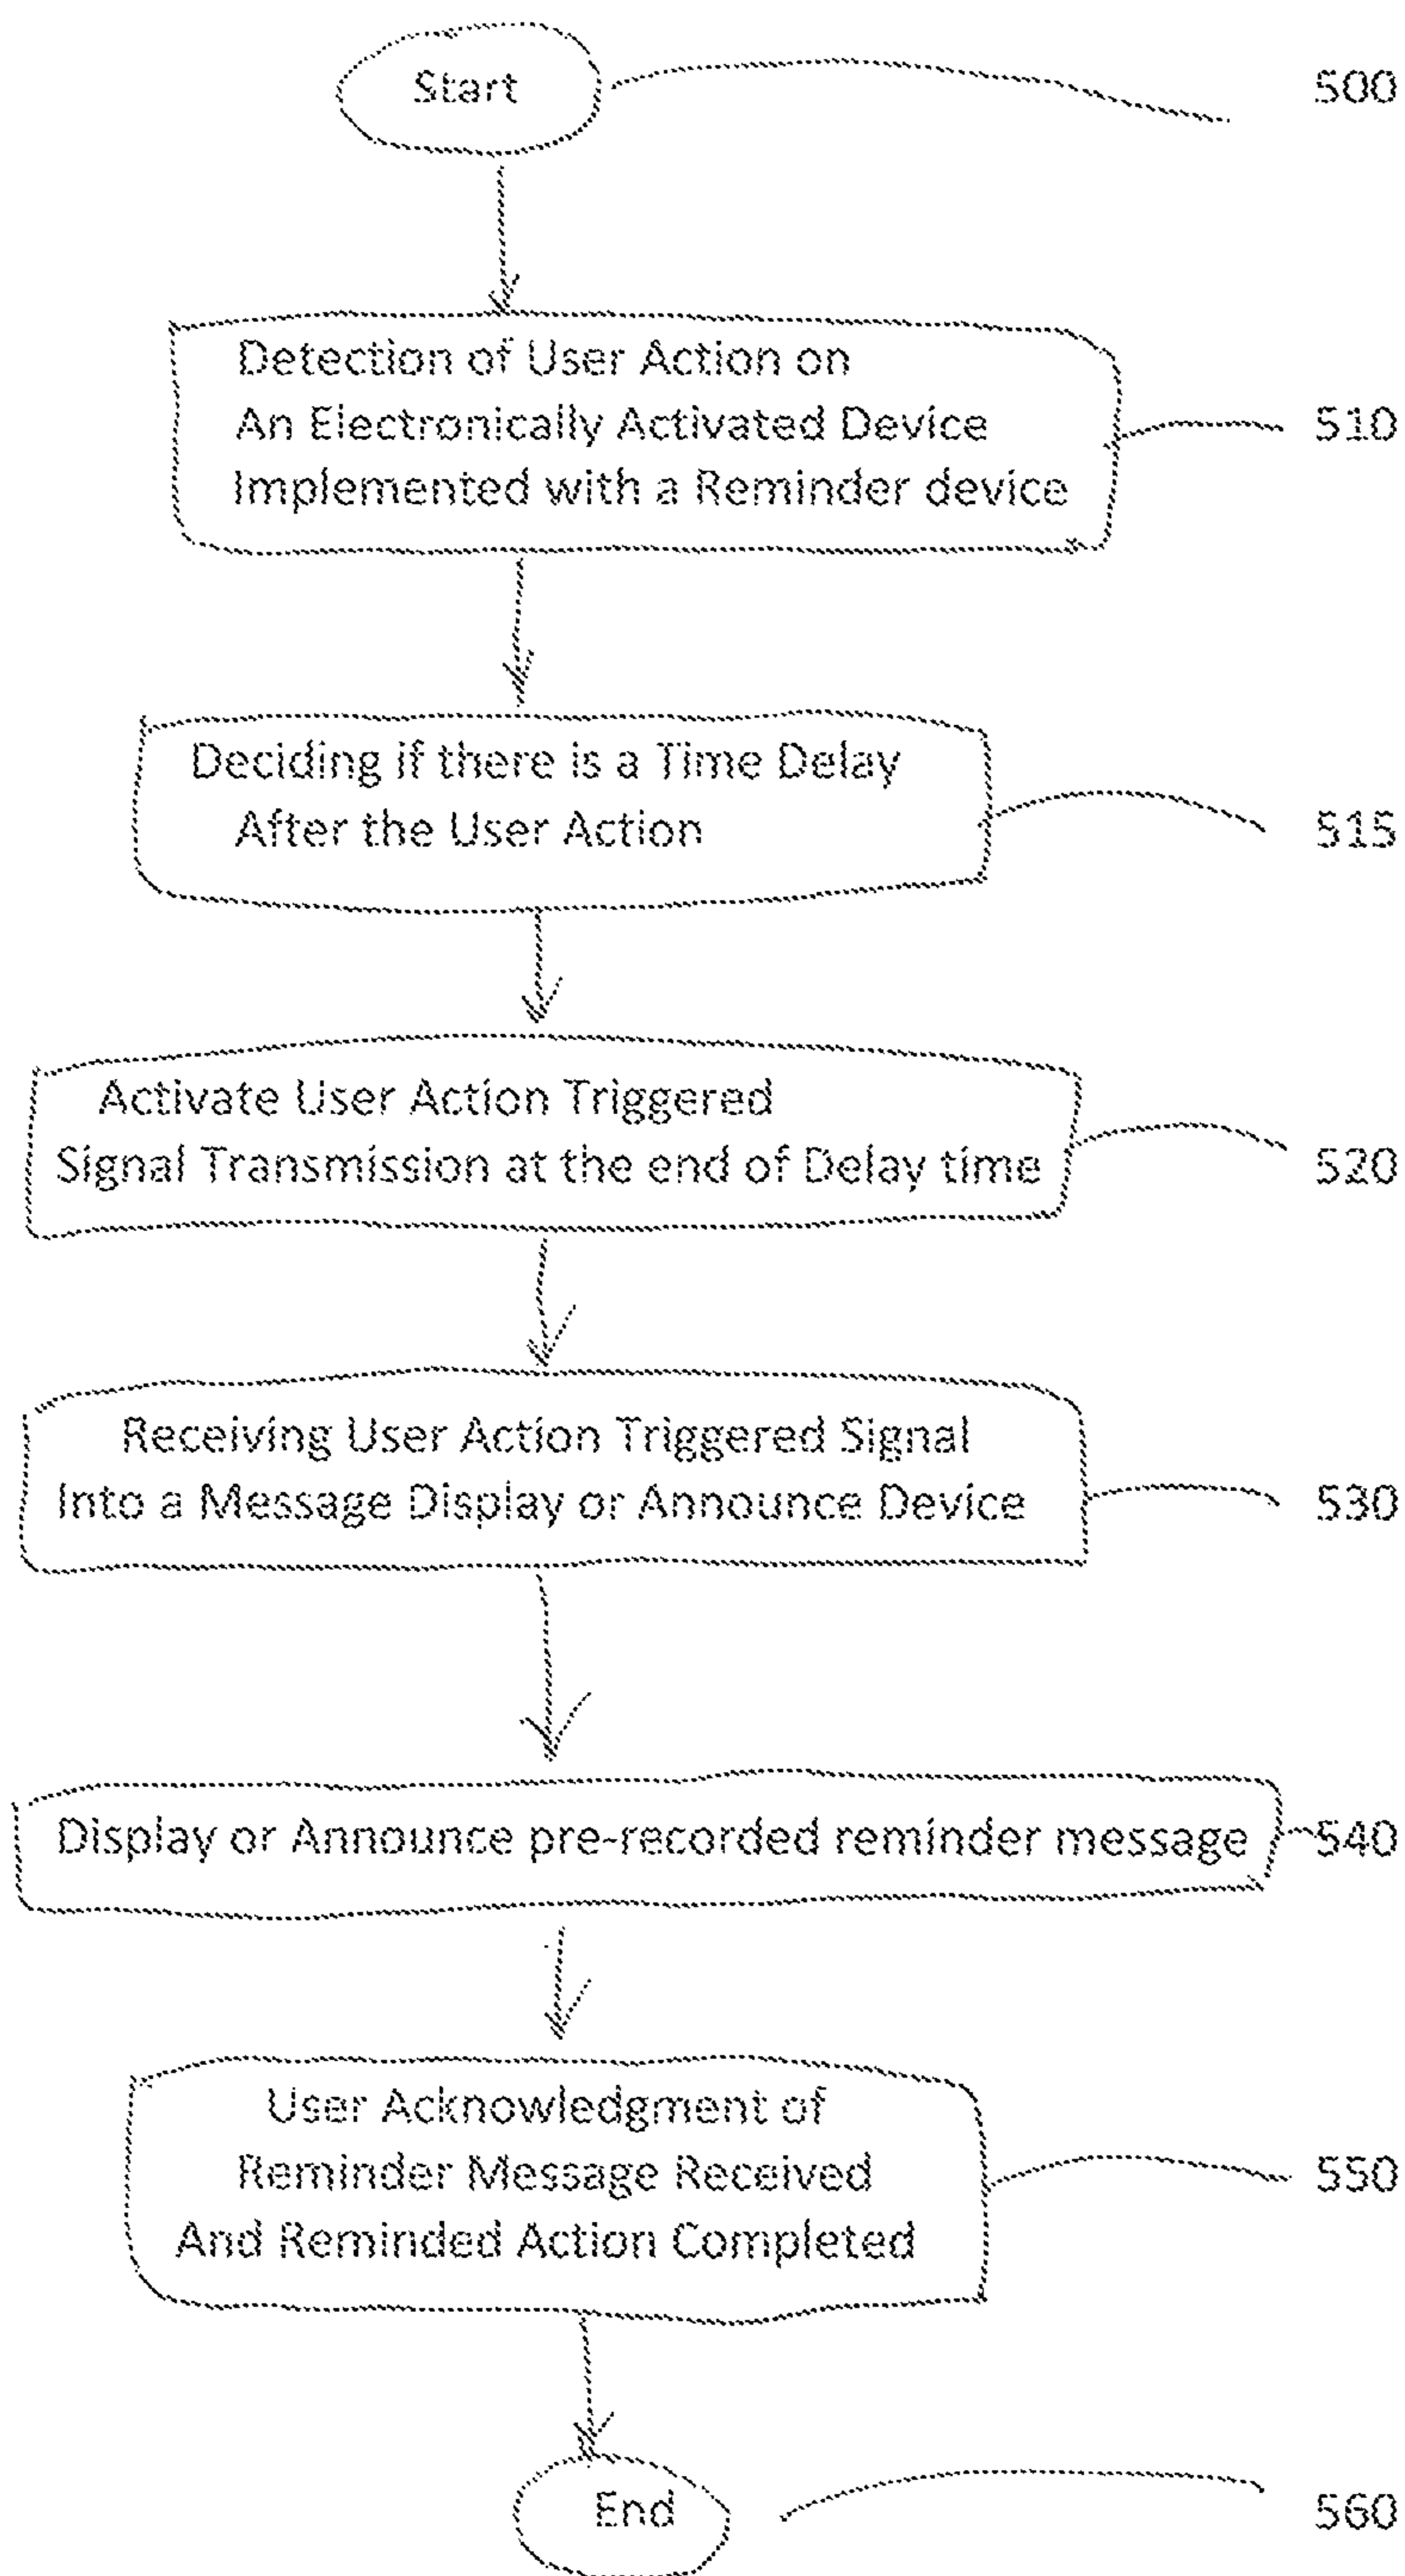 Start
500
Detection of User Action on
An Electronically Activated Device
510
Implemented with a Reminder device
Deciding if there is a Time Delay
After the User Action
515
Activate User Action Triggered
Signal Transmission at the end of Delay time
520
Receiving User Action Triggered Signal
Into a Message Display or Announce Device
530
Display or Announce pre-recorded reminder message
540
User Acknowledgment of
Reminder Message Received
550
And Reminded Action Completed
End
560